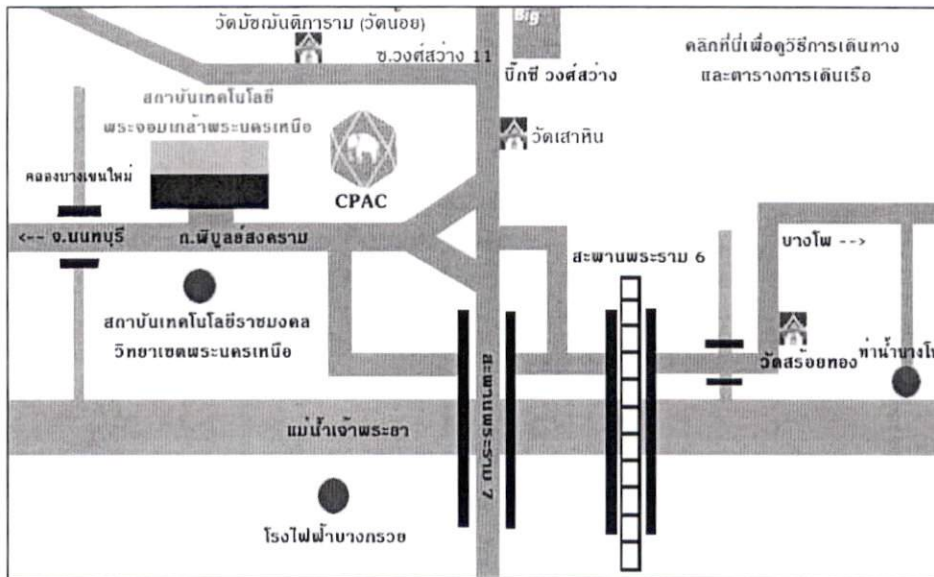 วัดมัชฌันติการาม (วัดน้อย)
Big
ซ.วงศ์สว่าง 11
บิ๊กซี วงศ์สว่าง
คลิกที่นี่เพื่อดูวิธีการเดินทาง
และตารางการเดินเรือ
สถาบันเทคโนโลยี
พระจอมเกล้าพระนครเหนือ
วัดเสาหิน
คลองบางเขนใหม่
CPAC
<-- จ.นนทบุรี
ถ.พิบูลย์สงคราม
บางโพ -->
สะพานพระราม 6
สถาบันเทคโนโลยีราชมงคล
วิทยาเขตพระนครเหนือ
วัดสร้อยทอง
ท่าน้ำบางโพ
สะพานพระราม 7
แม่น้ำเจ้าพระยา
โรงไฟฟ้าบางกรวย